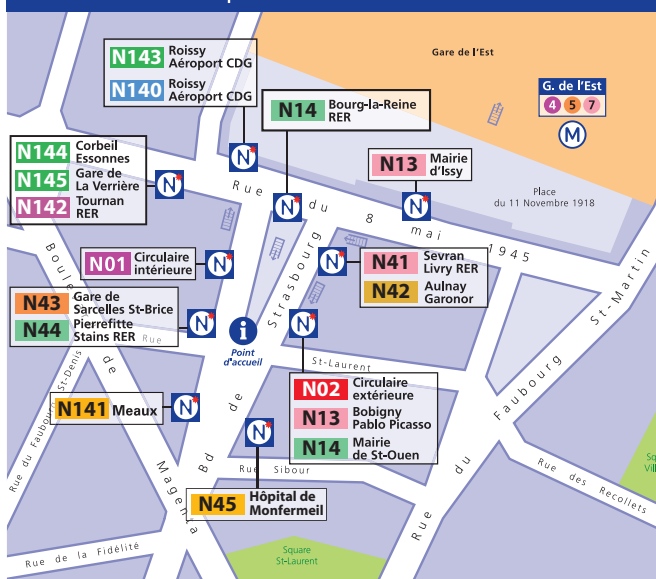 N143 Roissy
Aéroport CDG
N140 Roissy
Aéroport CDG
Gare de l'Est
G. de l'Est
4 5 7
M
N14 Bourg-la-Reine
RER
N144 Corbeil
Essonnes
N145 Gare de
La Verrière
N142 Tournan
RER
N
N
N
N
N13 Mairie
d'Issy
Place
du 11 Novembre 1918
Rue du 8 mai 1945
N01 Circulaire
intérieure
N
N
N41 Sevran
Livry RER
N42 Aulnay
Garonor
N43 Gare de
Sarcelles St-Brice
N44 Pierrefitte
Stains RER
N
i
Point
d'accueil
N
Rue
St-Laurent
N02 Circulaire
extérieure
N13 Bobigny
Pablo Picasso
N14 Mairie
de St-Ouen
N141 Meaux
N
N
N45 Hôpital de
Monfermeil
Rue Sibour
Boulevard de Magenta
Bd de Strasbourg
Rue du Faubourg St-Denis
Rue du Faubourg St-Martin
Rue des Recollets
Rue de la Fidélité
Square
St-Laurent